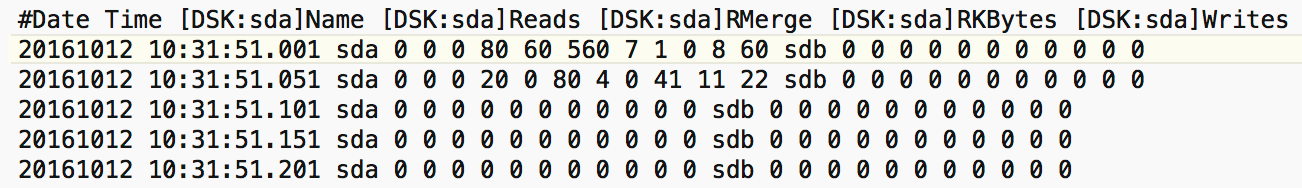 #Date Time [DSK:sda]Name [DSK:sda]Reads [DSK:sda]RMerge [DSK:sda]RKBytes [DSK:sda]Writes
20161012 10:31:51.001 sda 0 0 0 80 60 560 7 1 0 8 60 sdb 0 0 0 0 0 0 0 0 0 0 0
20161012 10:31:51.051 sda 0 0 0 20 0 80 4 0 41 11 22 sdb 0 0 0 0 0 0 0 0 0 0 0
20161012 10:31:51.101 sda 0 0 0 0 0 0 0 0 0 0 0 sdb 0 0 0 0 0 0 0 0 0 0 0
20161012 10:31:51.151 sda 0 0 0 0 0 0 0 0 0 0 0 sdb 0 0 0 0 0 0 0 0 0 0 0
20161012 10:31:51.201 sda 0 0 0 0 0 0 0 0 0 0 0 sdb 0 0 0 0 0 0 0 0 0 0 0